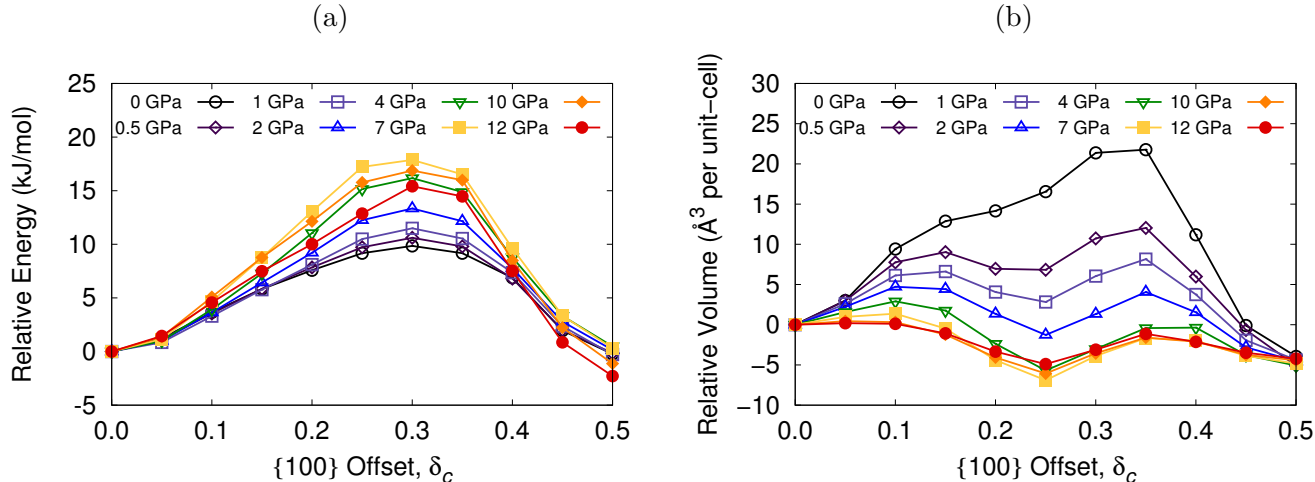 (a)
Relative Energy (kJ/mol)
25
20
15
10
5
0
-5
0 GPa 1 GPa 4 GPa 10 GPa
0.5 GPa 2 GPa 7 GPa 12 GPa
0.0 0.1 0.2 0.3 0.4 0.5
{100} Offset, δc
(b)
Relative Volume (Å3 per unit−cell)
30
25
20
15
10
5
0
−5
−10
0 GPa 1 GPa 4 GPa 10 GPa
0.5 GPa 2 GPa 7 GPa 12 GPa
0.0 0.1 0.2 0.3 0.4 0.5
{100} Offset, δc